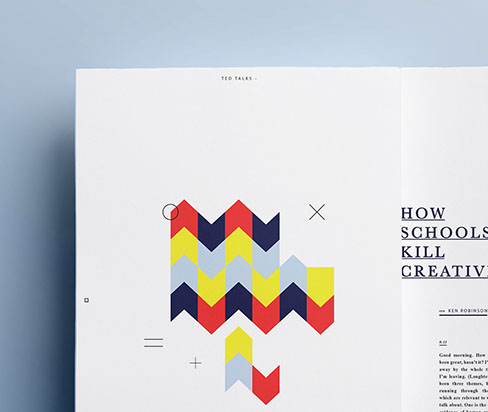 TED TALKS -
HOW
SCHOOLS
KILL
CREATIVI
KEN ROBINSON
Good morning. How
been great, hasn't it? I'
away by the whole t
I'm leaving. (Laughte
been three themes,
running through th
which are relevant to
talk about. One is the